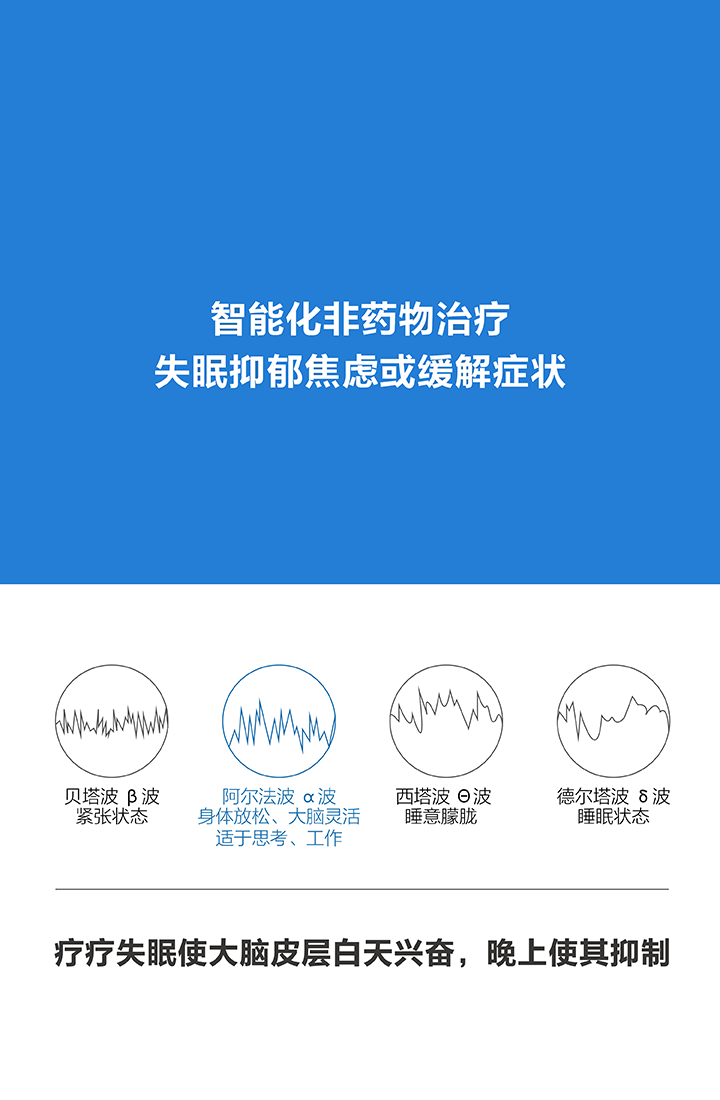 智能化非药物治疗
失眠抑郁焦虑或缓解症状
贝塔波 β 波
紧张状态
阿尔法波 α 波
身体放松、大脑灵活
适于思考、工作
西塔波 Θ 波
睡意朦胧
德尔塔波 δ 波
睡眠状态
疗疗失眠使大脑皮层白天兴奋，晚上使其抑制